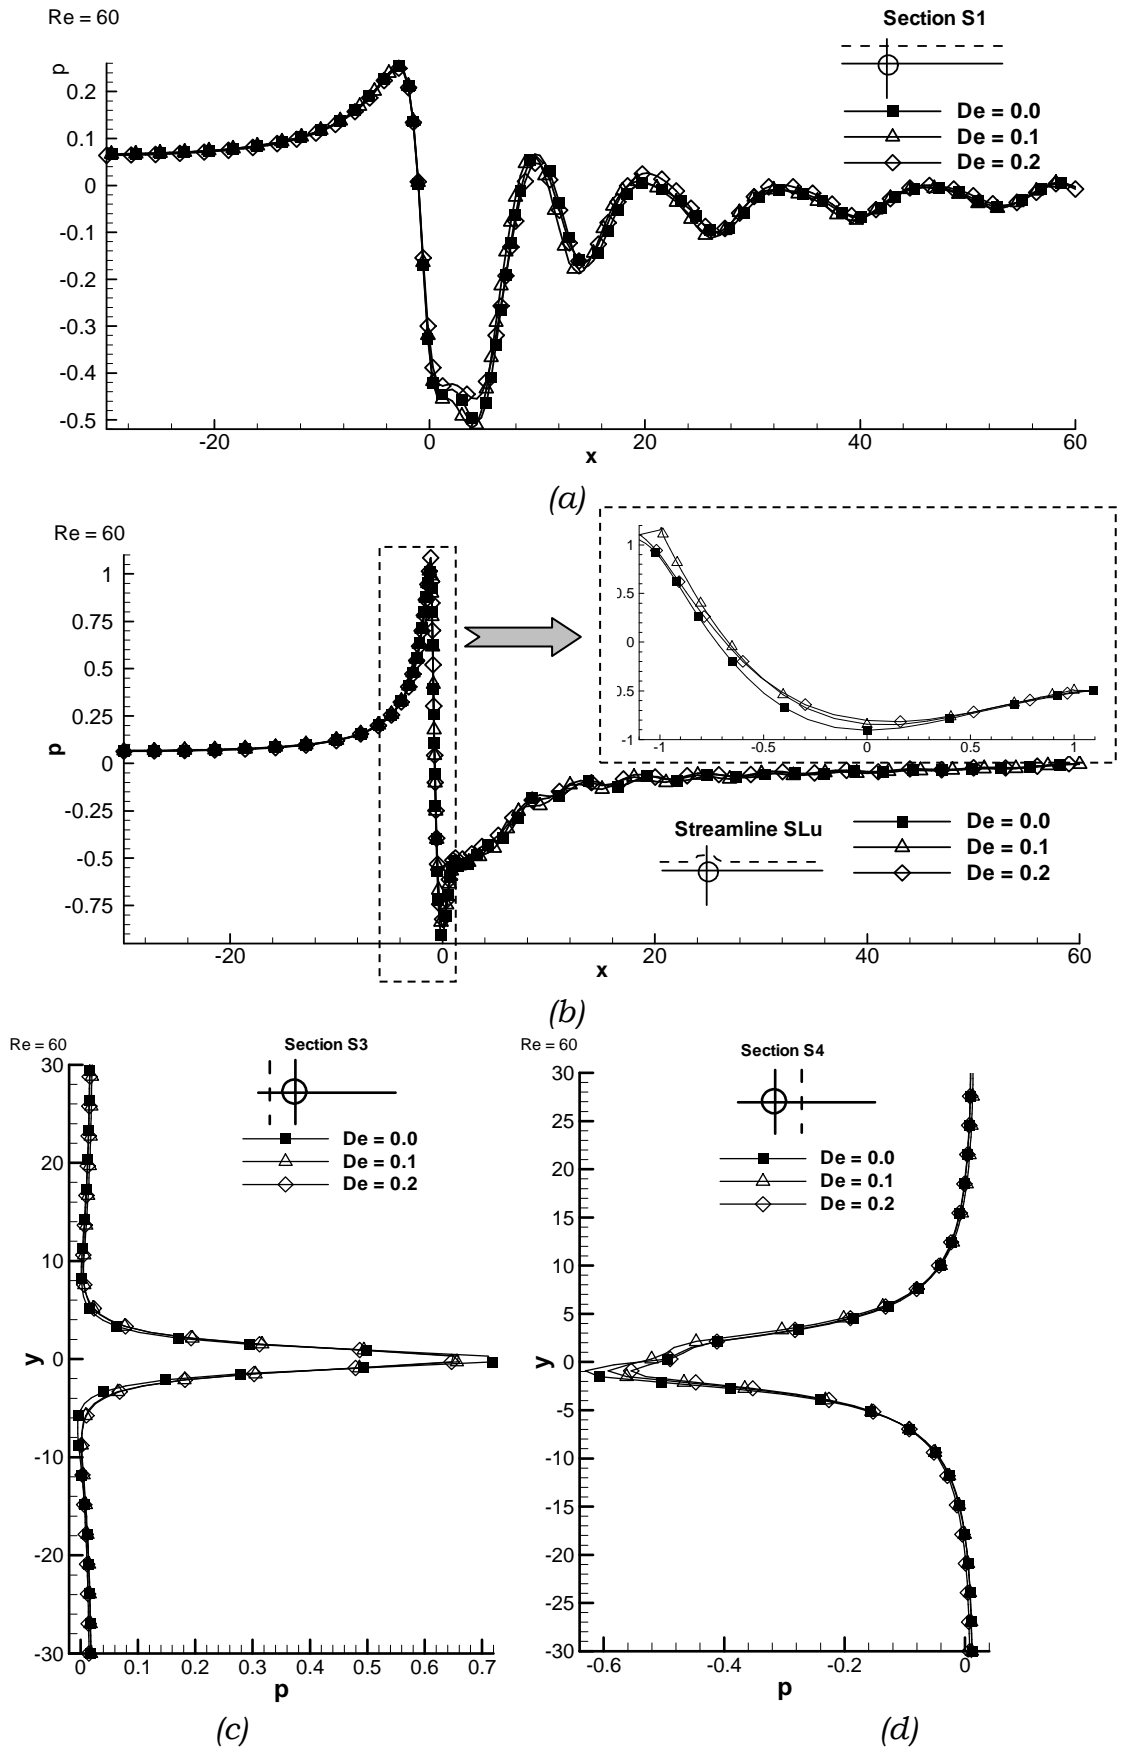 Re = 60
Section S1
p
0.2
0.1
0
-0.1
-0.2
-0.3
-0.4
-0.5
De = 0.0
De = 0.1
De = 0.2
-20 0 20 40 60
x
(a)
Re = 60
p
1
0.75
0.5
0.25
0
-0.25
-0.5
-0.75
1
0.5
0
0.5
-1
-1 -0.5 0 0.5 1
Streamline SLu
De = 0.0
De = 0.1
De = 0.2
-20 0 20 40 60
x
(b)
Re = 60
Section S3
De = 0.0
De = 0.1
De = 0.2
y
30
20
10
0
-10
-20
-30
0 0.1 0.2 0.3 0.4 0.5 0.6 0.7
p
(c)
Re = 60
Section S4
De = 0.0
De = 0.1
De = 0.2
y
30
25
20
15
10
5
0
-5
-10
-15
-20
-25
-30
-0.6 -0.4 -0.2 0
p
(d)